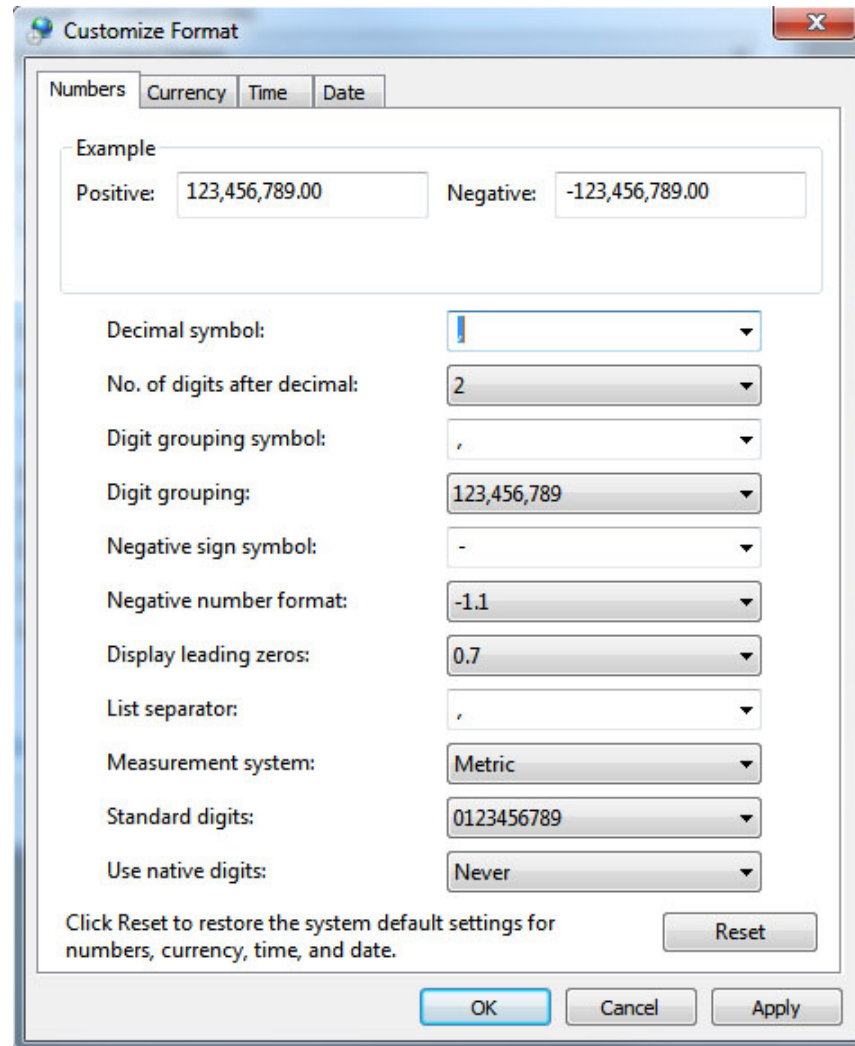 Customize Format
Numbers Currency Time Date
Example
Positive: 123,456,789.00 Negative: -123,456,789.00
Decimal symbol: ,
No. of digits after decimal: 2
Digit grouping symbol: ,
Digit grouping: 123,456,789
Negative sign symbol: -
Negative number format: -1.1
Display leading zeros: 0.7
List separator: ,
Measurement system: Metric
Standard digits: 0123456789
Use native digits: Never
Click Reset to restore the system default settings for
numbers, currency, time, and date. Reset
OK Cancel Apply